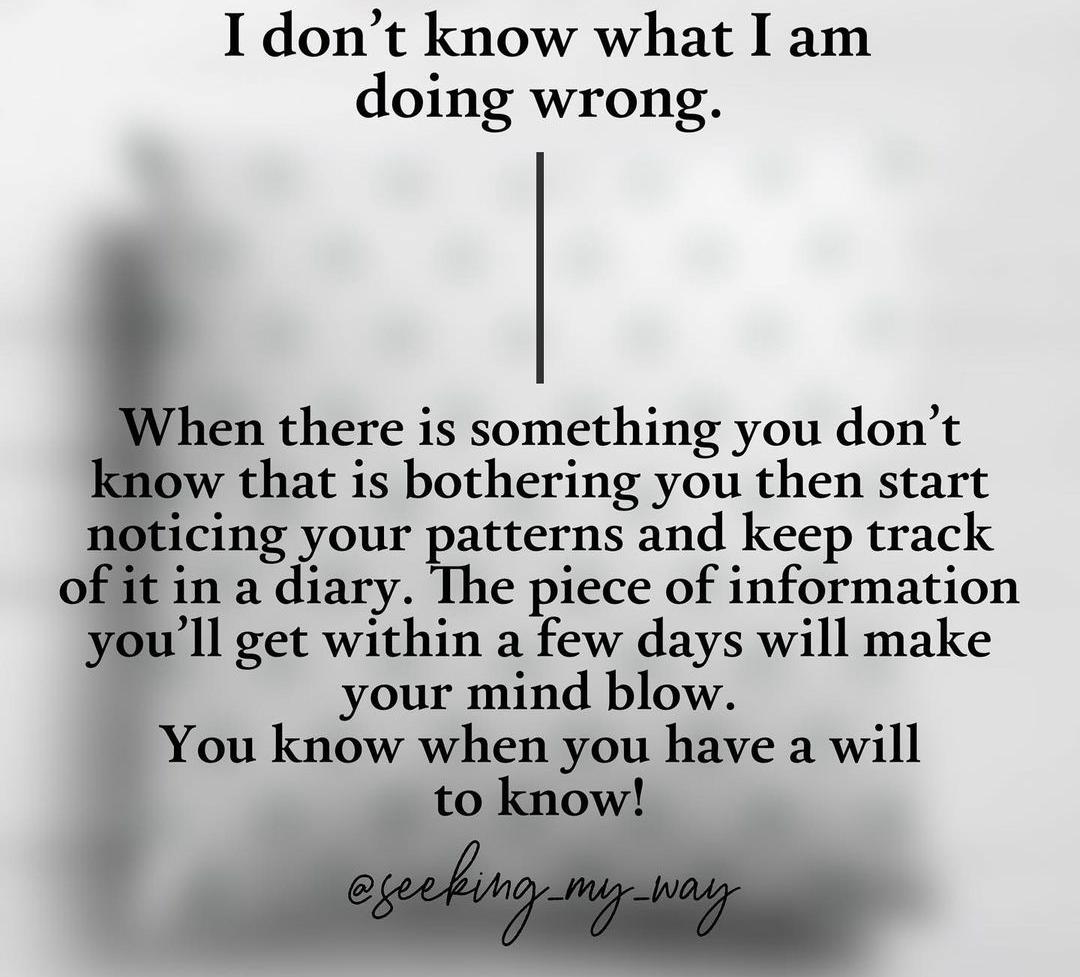 I don’t know what I am
doing wrong.
When there is something you don’t
know that is bothering you then start
noticing your patterns and keep track
of it in a diary. The piece of information
you’ll get within a few days will make
your mind blow.
You know when you have a will
to know!
@seeking_my_way